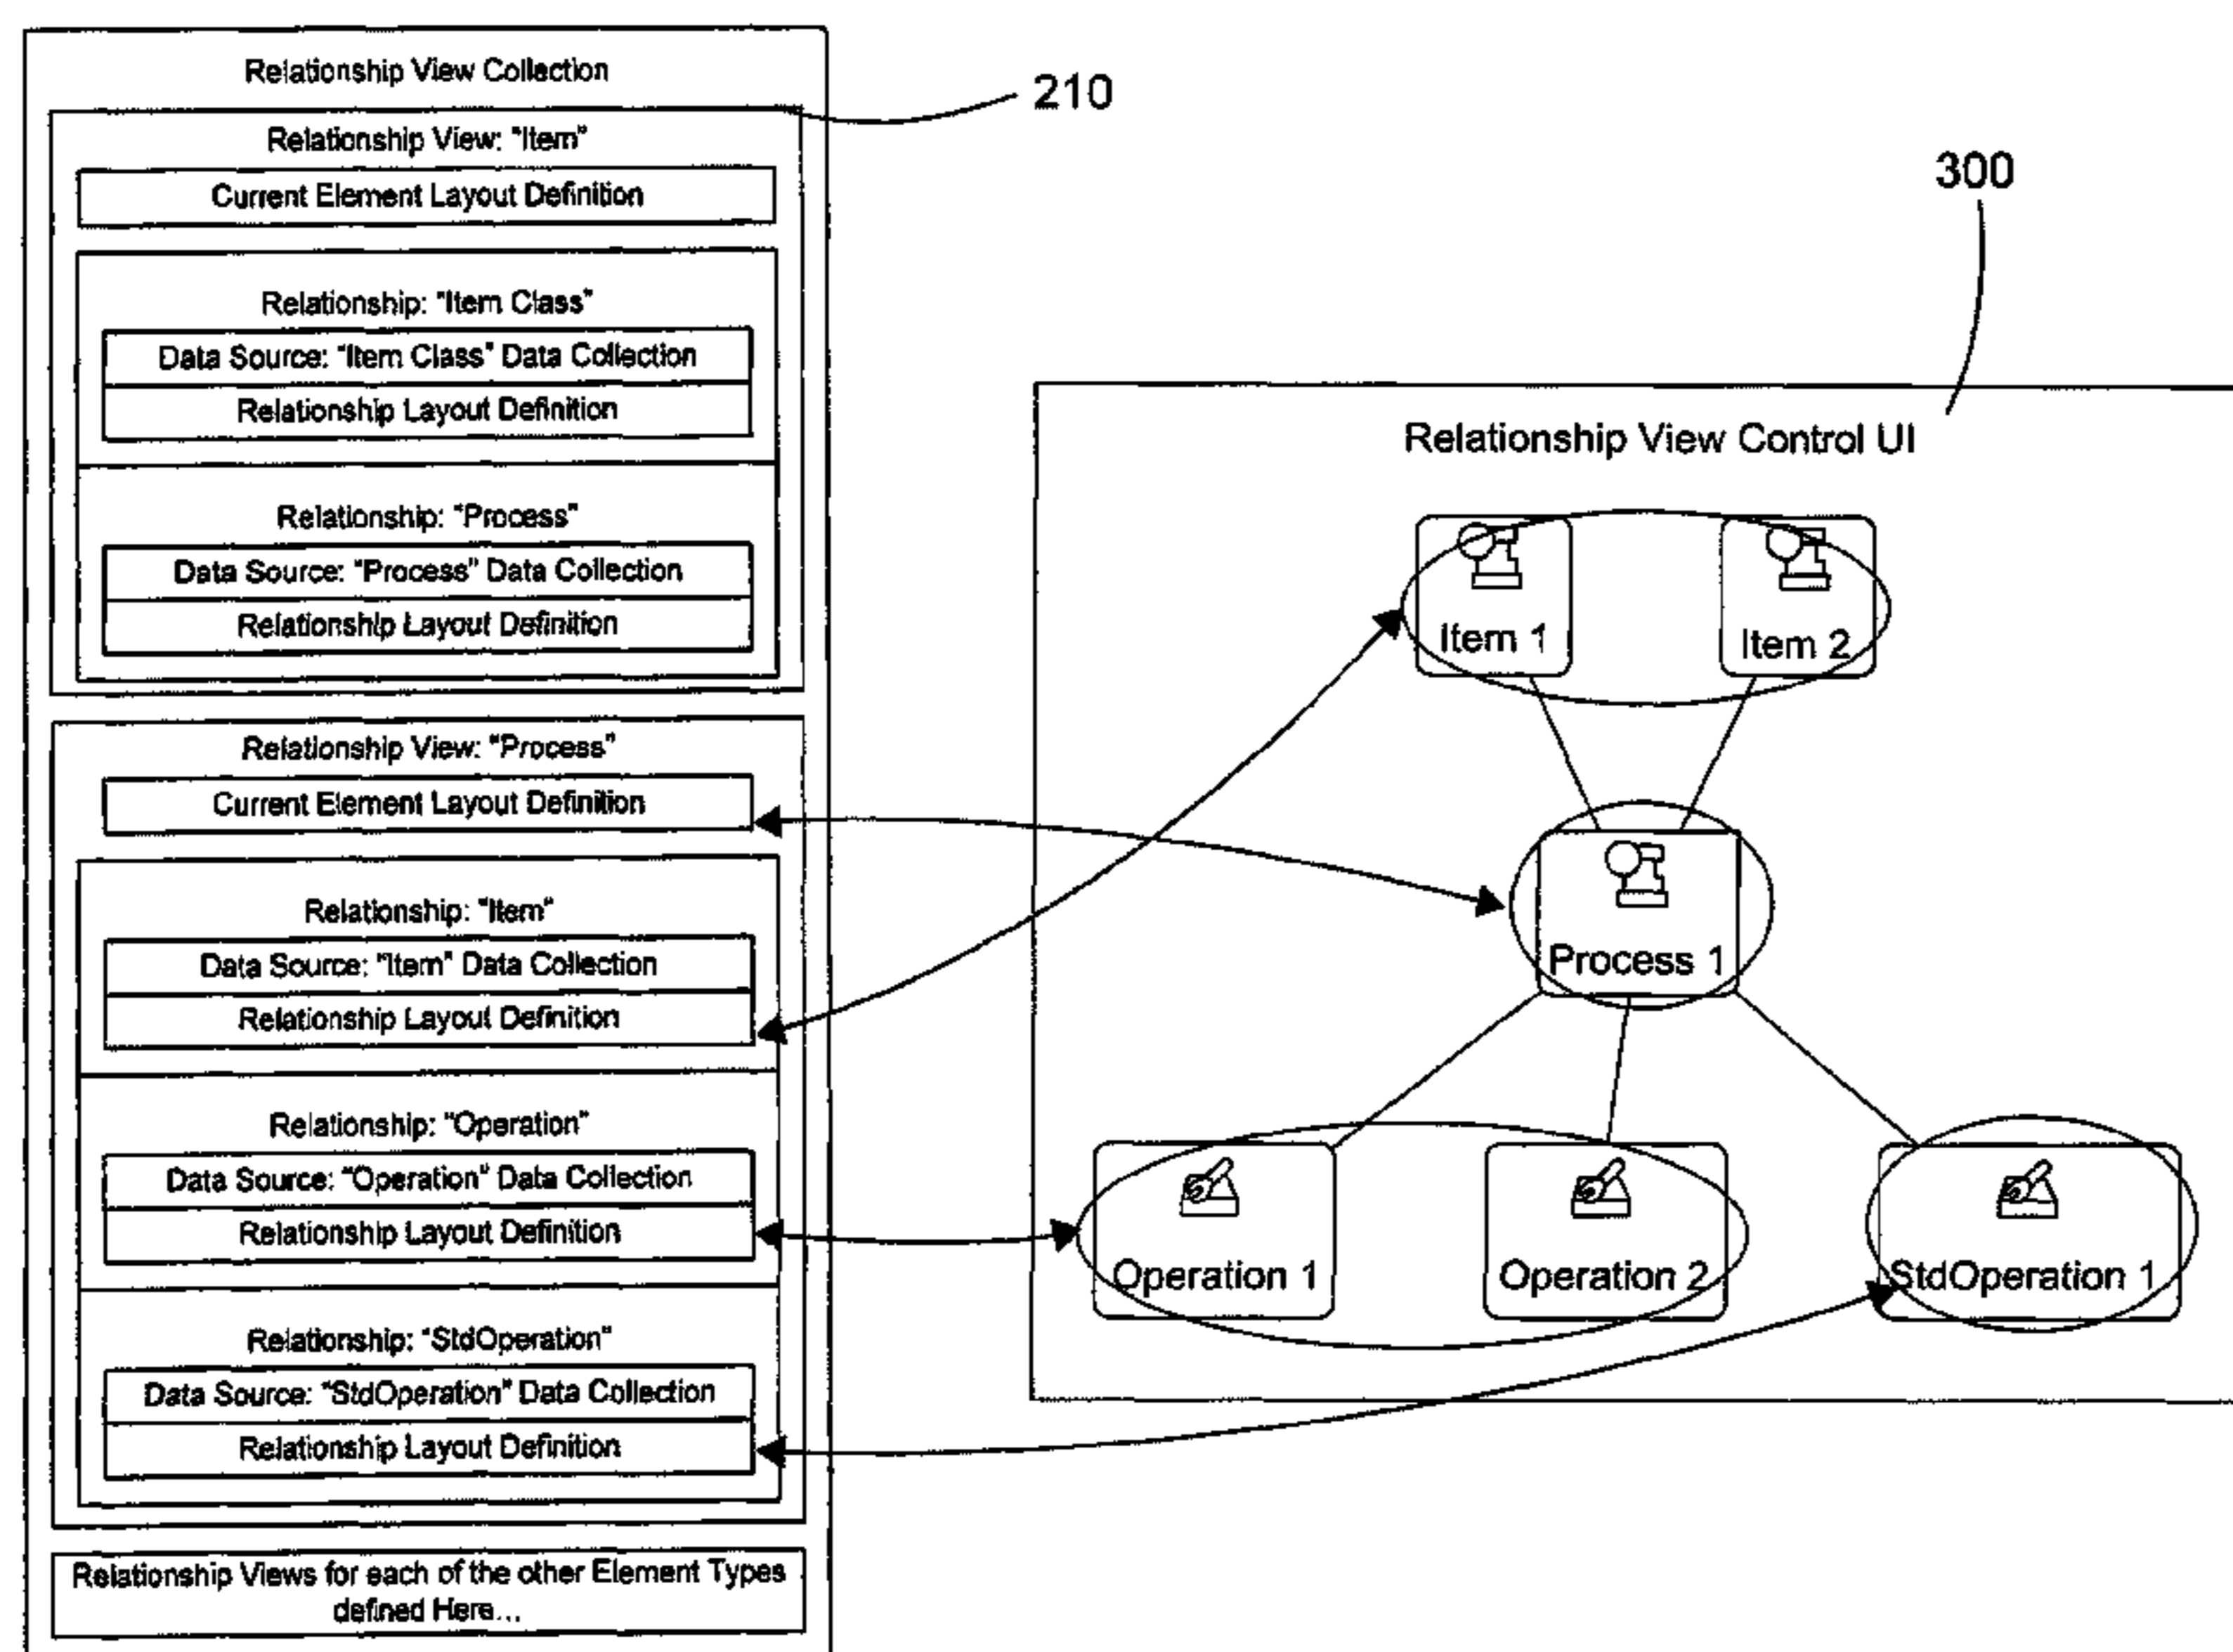 Relationship View Collection
210
Relationship View: "Item"
Current Element Layout Definition
Relationship: "Item Class"
Data Source: "Item Class" Data Collection
Relationship Layout Definition
Relationship: "Process"
Data Source: "Process" Data Collection
Relationship Layout Definition
Relationship View: "Process"
Current Element Layout Definition
Relationship: "Item"
Data Source: "Item" Data Collection
Relationship Layout Definition
Relationship: "Operation"
Data Source: "Operation" Data Collection
Relationship Layout Definition
Relationship: "StdOperation"
Data Source: "StdOperation" Data Collection
Relationship Layout Definition
Relationship Views for each of the other Element Types
defined Here...
300
Relationship View Control UI
Item 1
Item 2
Process 1
Operation 1
Operation 2
StdOperation 1